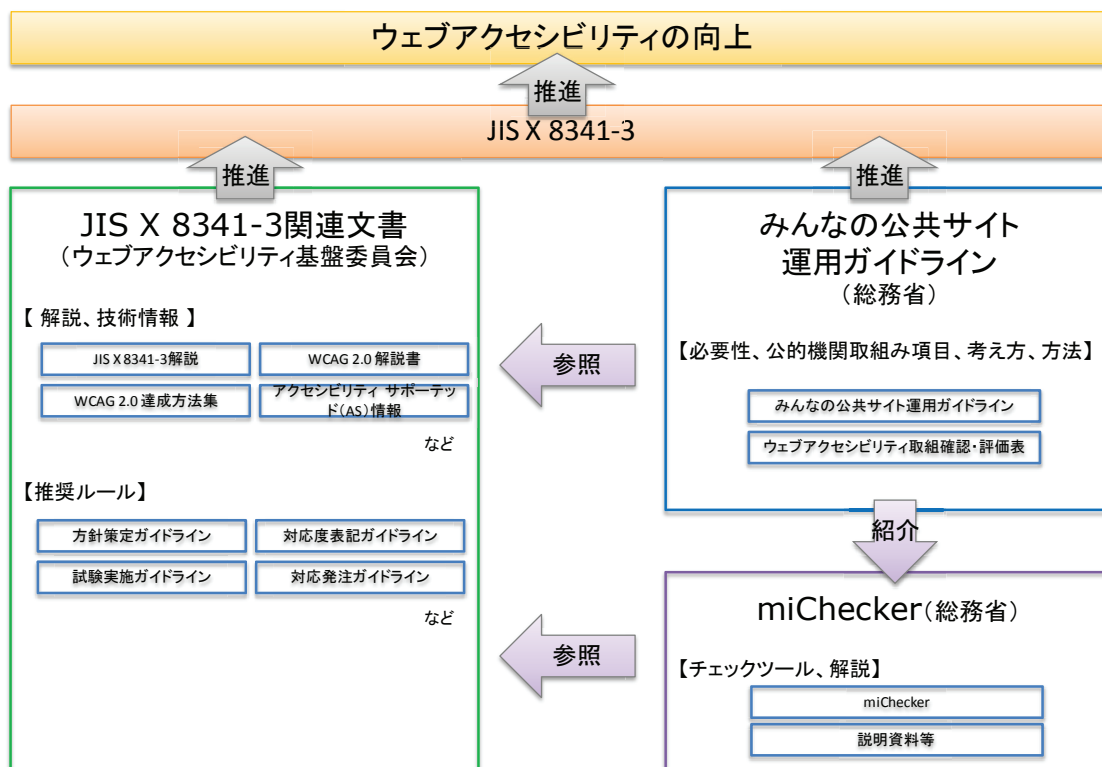 ウェブアクセシビリティの向上
推進
JIS X 8341-3
推進
推進
JIS X 8341-3関連文書
（ウェブアクセシビリティ基盤委員会）
【 解説、技術情報 】
JIS X 8341-3解説
WCAG 2.0 解説書
WCAG 2.0 達成方法集
アクセシビリティ サポーテッ
ド（AS）情報
など
【推奨ルール】
方針策定ガイドライン
対応度表記ガイドライン
試験実施ガイドライン
対応発注ガイドライン
など
参照
参照
みんなの公共サイト
運用ガイドライン
（総務省）
【必要性、公的機関取組み項目、考え方、方法】
みんなの公共サイト運用ガイドライン
ウェブアクセシビリティ取組確認・評価表
紹介
miChecker（総務省）
【チェックツール、解説】
miChecker
説明資料等